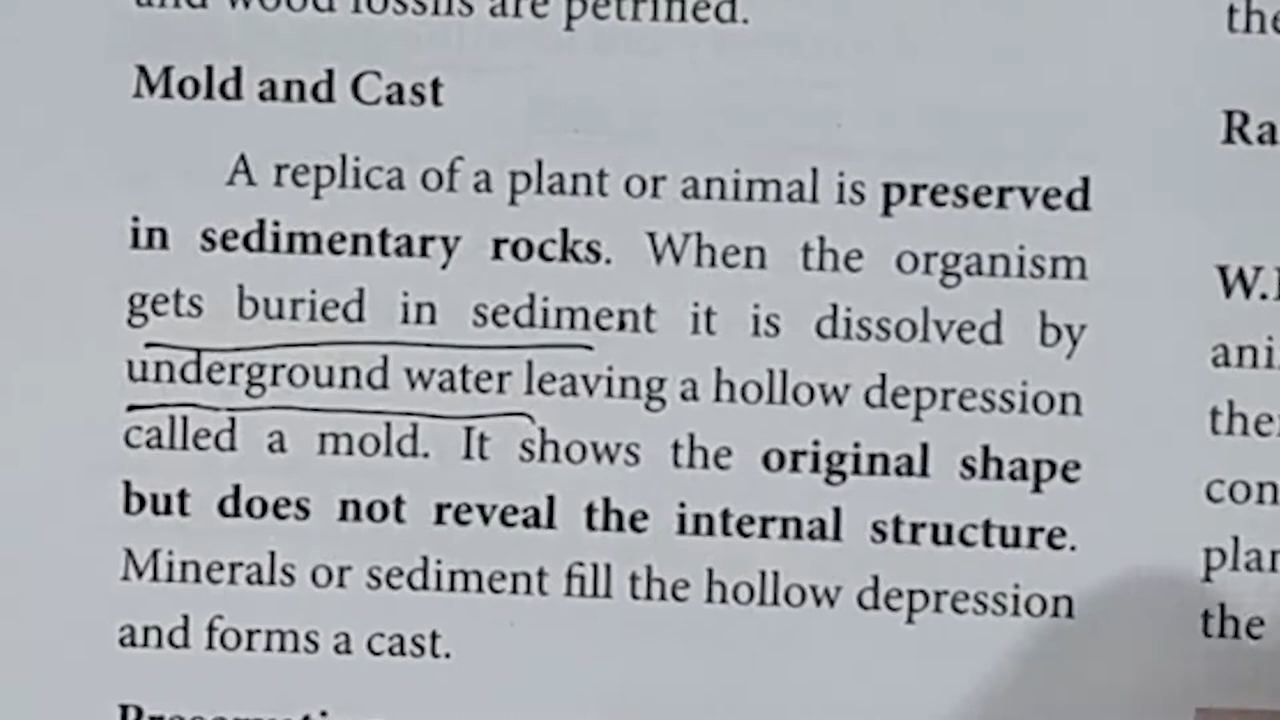 and wood fossils are petrified.
Mold and Cast
A replica of a plant or animal is preserved
in sedimentary rocks. When the organism
gets buried in sediment it is dissolved by
underground water leaving a hollow depression
called a mold. It shows the original shape
but does not reveal the internal structure.
Minerals or sediment fill the hollow depression
and forms a cast.
the
Ra
W.
ani
the
con
plan
the